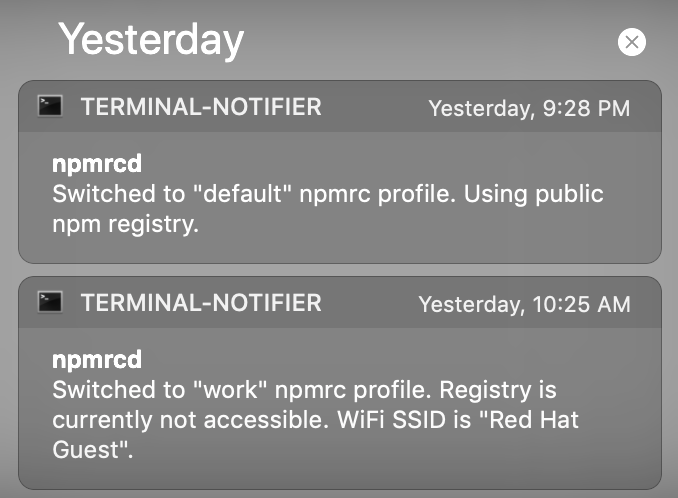 Yesterday
TERMINAL-NOTIFIER Yesterday, 9:28 PM
npmrcd
Switched to "default" npmrc profile. Using public
npm registry.
TERMINAL-NOTIFIER Yesterday, 10:25 AM
npmrcd
Switched to "work" npmrc profile. Registry is
currently not accessible. WiFi SSID is "Red Hat
Guest".